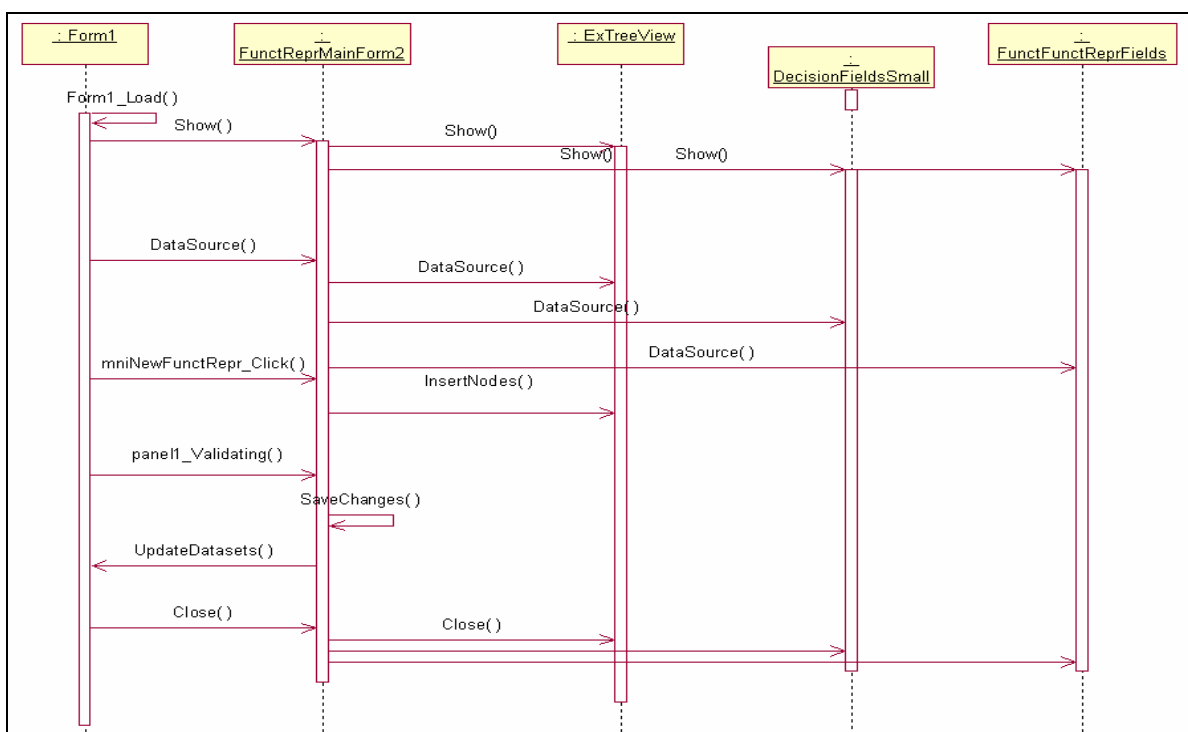 : Form1
:
FunctReprMainForm2
: ExTreeView
:
DecisionFieldsSmall
:
FunctFunctReprFields
Form1_Load( )
Show( )
Show()
Show()
Show()
DataSource( )
DataSource( )
DataSource( )
DataSource( )
mniNewFunctRepr_Click( )
InsertNodes( )
panel1_Validating( )
SaveChanges( )
UpdateDatasets( )
Close( )
Close( )